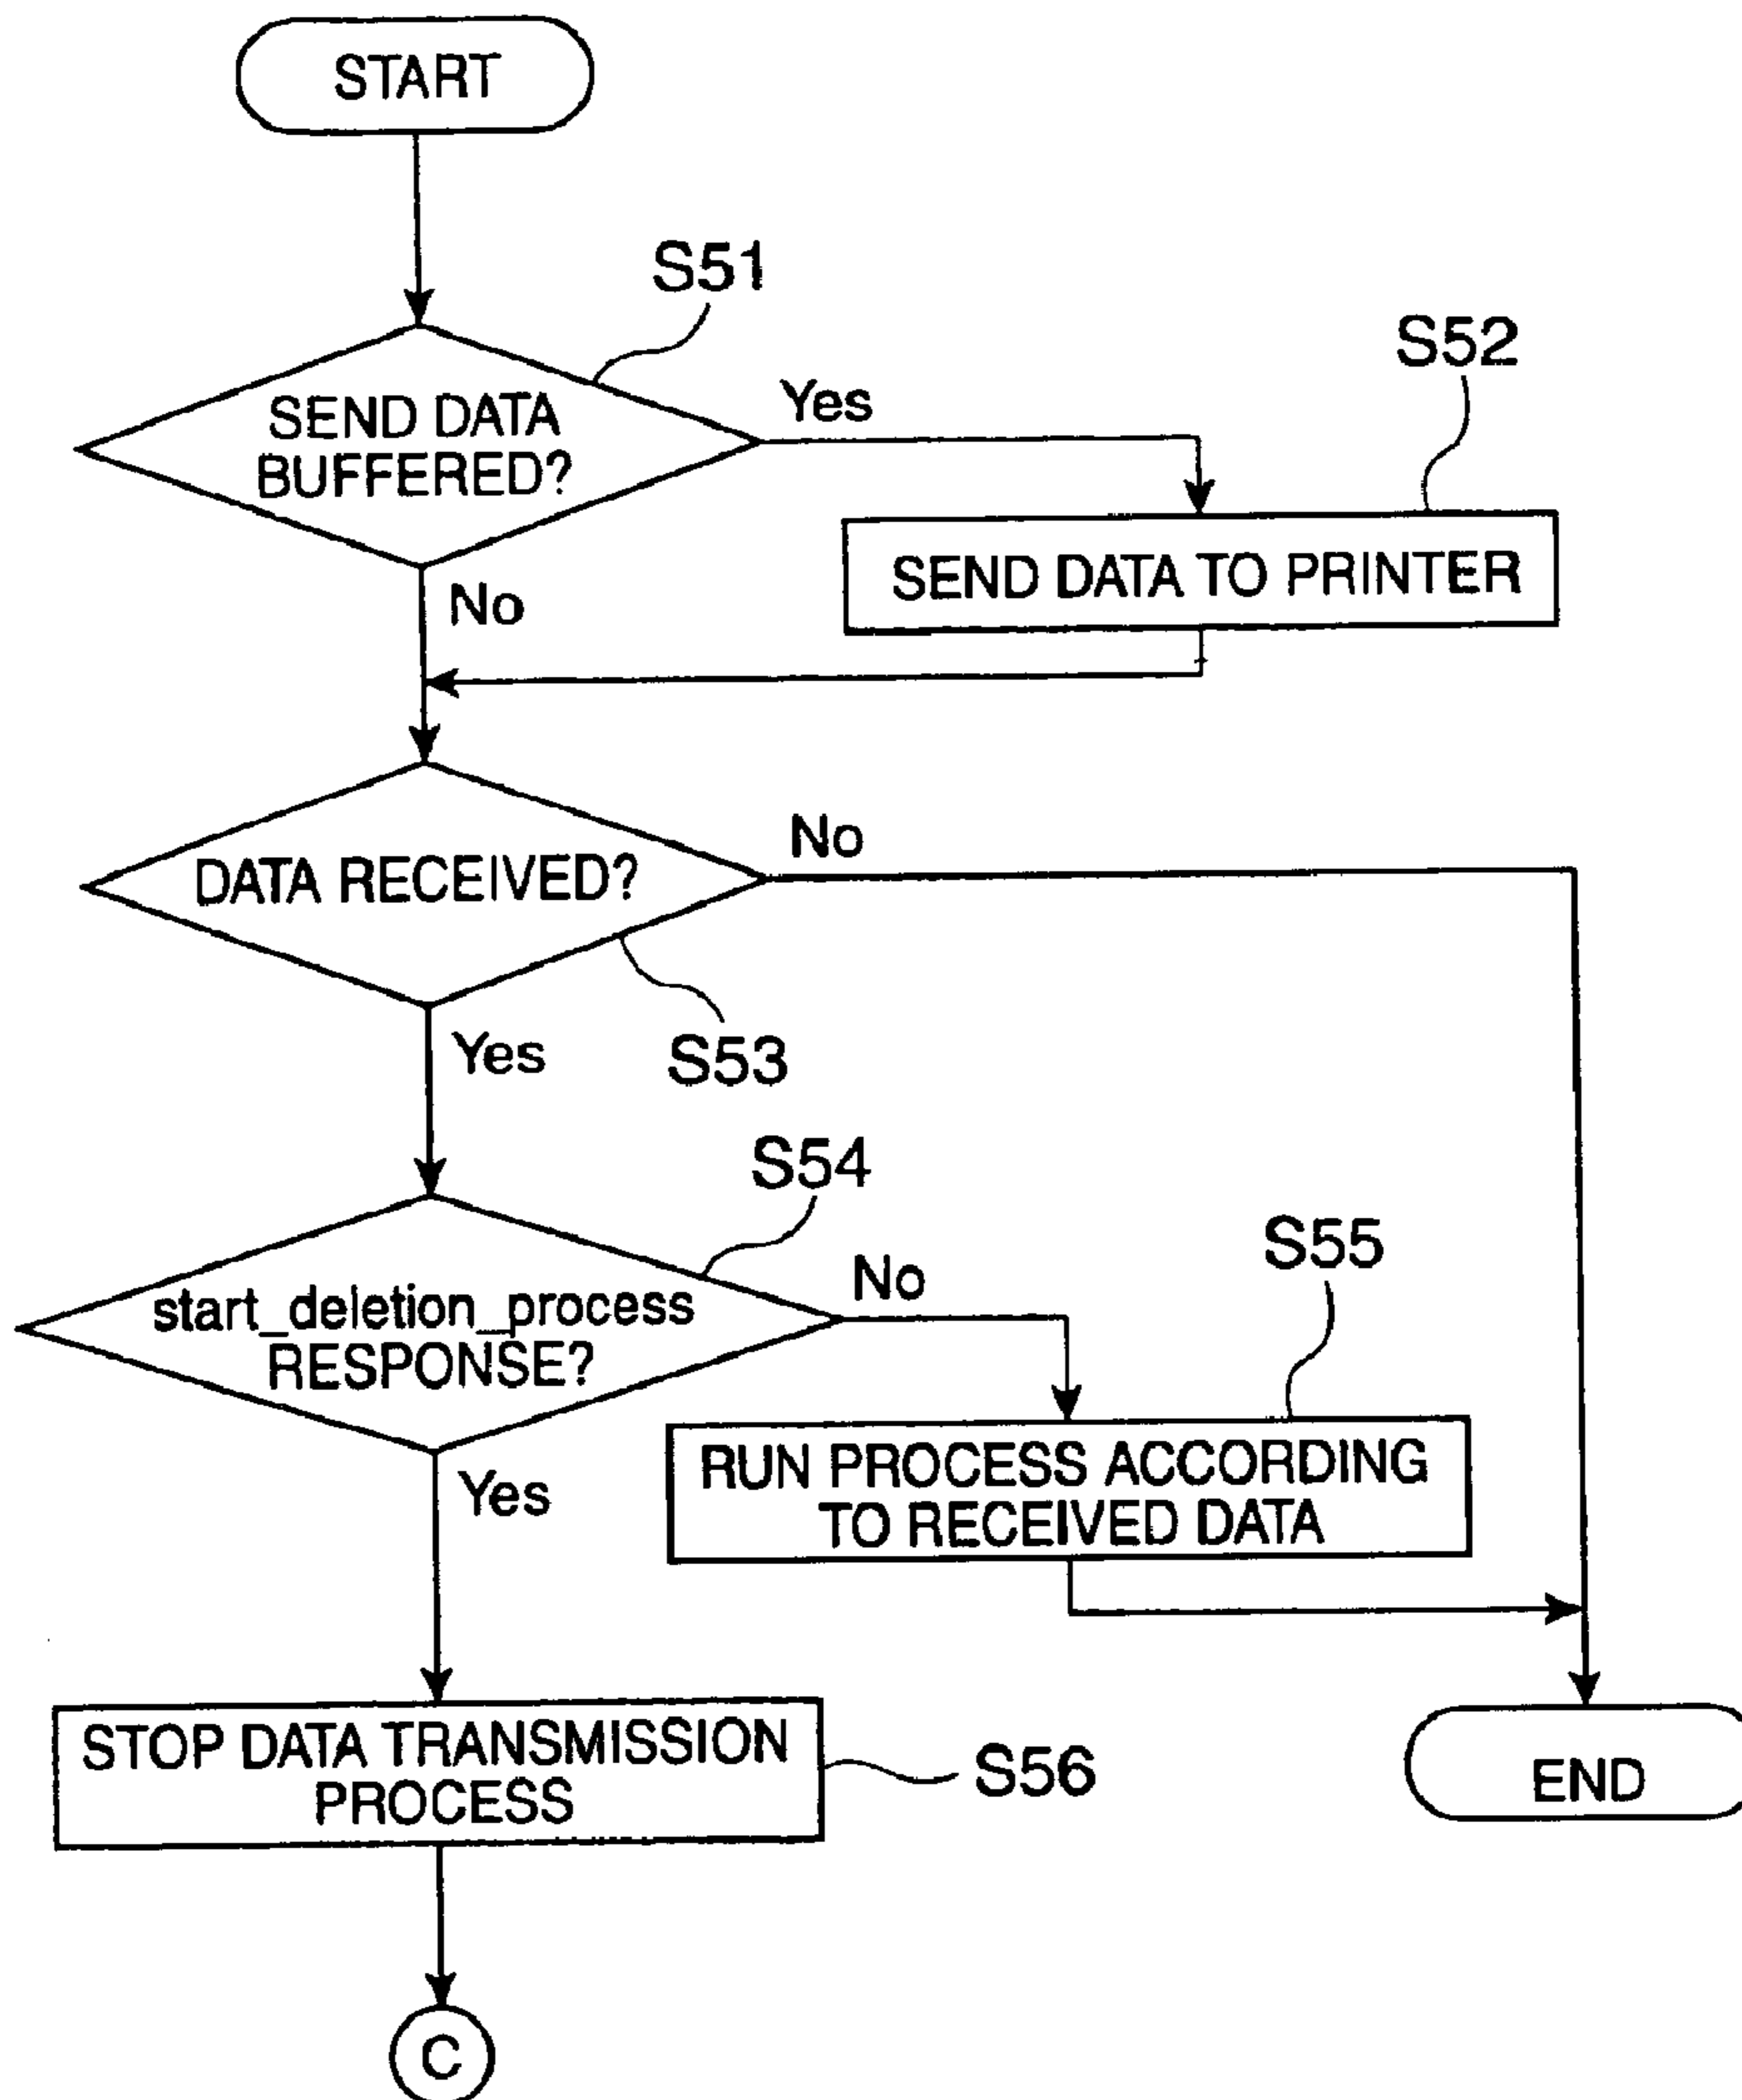 START
S51
SEND DATA
BUFFERED?
Yes
S52
SEND DATA TO PRINTER
No
DATA RECEIVED?
No
S53
Yes
S54
start_deletion_process
RESPONSE?
No
S55
RUN PROCESS ACCORDING
TO RECEIVED DATA
Yes
STOP DATA TRANSMISSION
PROCESS
S56
END
C